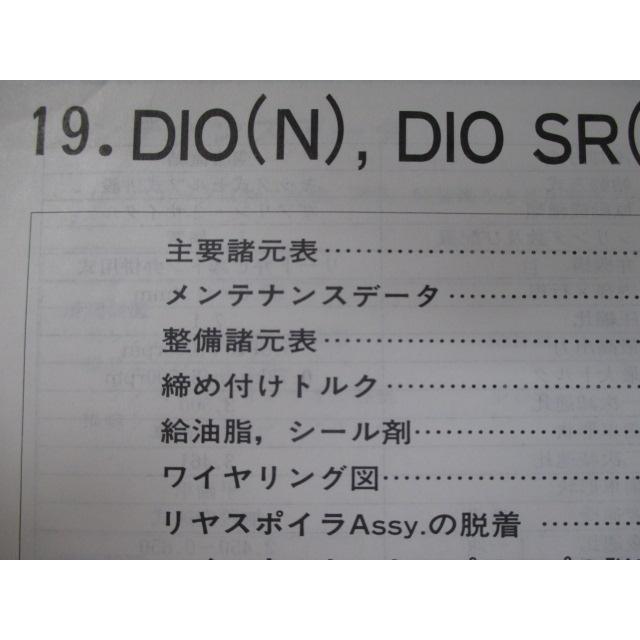 19. DIO(N), DIO SR(
主要諸元表
メンテナンスデータ
整備諸元表
締め付けトルク
給油脂，シール剤
ワイヤリング図
リヤスポイラAssy.の脱着